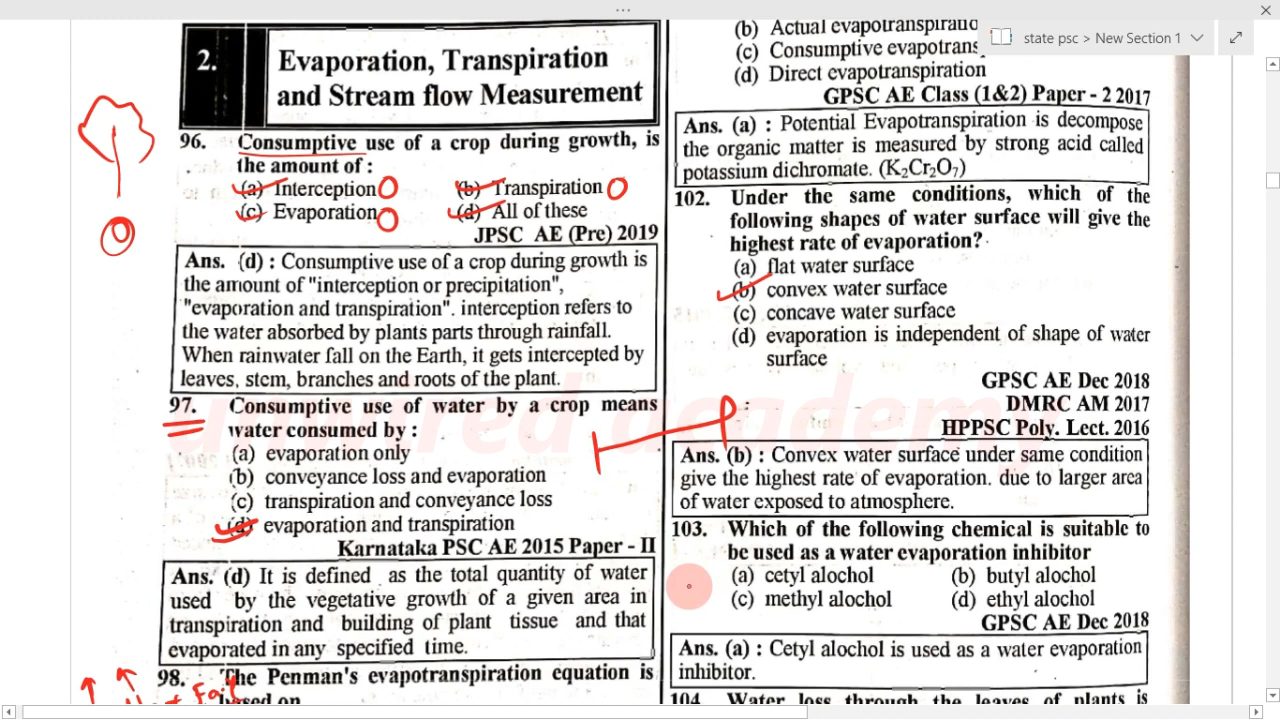 state psc > New Section 1
2.
Evaporation, Transpiration
and Stream flow Measurement
96. Consumptive use of a crop during growth, is
the amount of :
(a) Interception (b) Transpiration
(c) Evaporation (d) All of these
JPSC AE (Pre) 2019
Ans. (d) : Consumptive use of a crop during growth is
the amount of "interception or precipitation",
"evaporation and transpiration". interception refers to
the water absorbed by plants parts through rainfall.
When rainwater fall on the Earth, it gets intercepted by
leaves, stem, branches and roots of the plant.
97. Consumptive use of water by a crop means
water consumed by :
(a) evaporation only
(b) conveyance loss and evaporation
(c) transpiration and conveyance loss
(d) evaporation and transpiration
Karnataka PSC AE 2015 Paper - II
Ans. (d) It is defined as the total quantity of water
used by the vegetative growth of a given area in
transpiration and building of plant tissue and that
evaporated in any specified time.
98. The Penman's evapotranspiration equation is
based on
(b) Actual evapotranspiratio
(c) Consumptive evapotrans
(d) Direct evapotranspiration
GPSC AE Class (1&2) Paper - 2 2017
Ans. (a) : Potential Evapotranspiration is decompose
the organic matter is measured by strong acid called
potassium dichromate. (K₂Cr₂O₇)
102. Under the same conditions, which of the
following shapes of water surface will give the
highest rate of evaporation?
(a) flat water surface
(b) convex water surface
(c) concave water surface
(d) evaporation is independent of shape of water
surface
GPSC AE Dec 2018
DMRC AM 2017
HPPSC Poly. Lect. 2016
Ans. (b) : Convex water surface under same condition
give the highest rate of evaporation. due to larger area
of water exposed to atmosphere.
103. Which of the following chemical is suitable to
be used as a water evaporation inhibitor
(a) cetyl alochol (b) butyl alochol
(c) methyl alochol (d) ethyl alochol
GPSC AE Dec 2018
Ans. (a) : Cetyl alochol is used as a water evaporation
inhibitor.
104. Water loss through the leaves of plants is